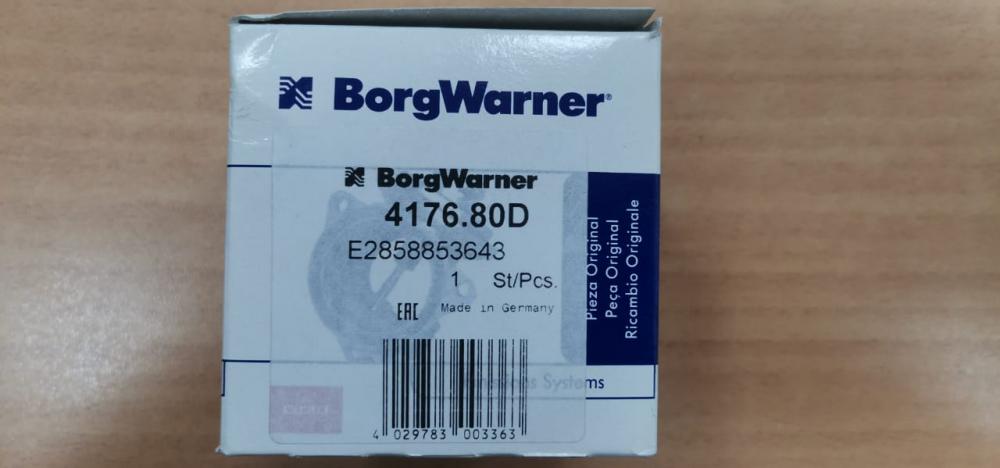 BorgWarner®
BorgWarner
4176.80D
E2858853643
1 St/Pcs.
EAC Made in Germany
4 029783 003363
Pieza Original
Peça Original
Ricambio Originale
Systems